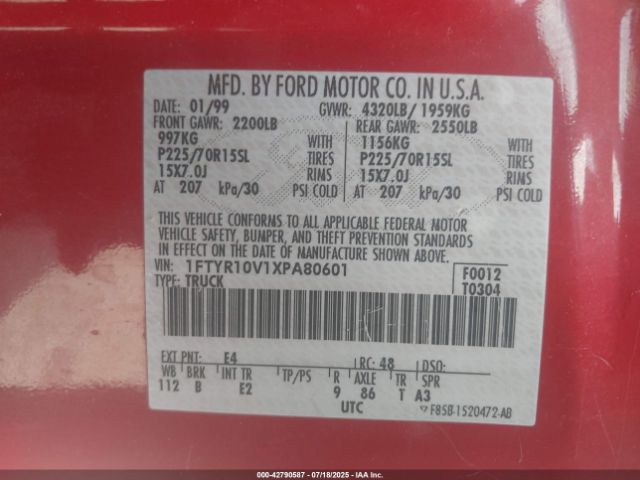 MFD. BY FORD MOTOR CO. IN U.S.A.
DATE: 01/99 GVWR: 4320LB/ 1959KG
FRONT GAWR: 2200LB REAR GAWR: 2550LB
997KG WITH 1156KG WITH
P225/70R15SL TIRES P225/70R15SL TIRES
15X7.0J RIMS 15X7.0J RIMS
AT 207 kPa/30 PSI COLD AT 207 kPa/30 PSI COLD
THIS VEHICLE CONFORMS TO ALL APPLICABLE FEDERAL MOTOR
VEHICLE SAFETY, BUMPER, AND THEFT PREVENTION STANDARDS
IN EFFECT ON THE DATE OF MANUFACTURE SHOWN ABOVE.
VIN: 1FTYR10V1XPA80601 F0012
TYPE: TRUCK T0304
EXT PNT: E4 RC: 48 DSO:
WB BRK INT TR TP/PS R AXLE TR SPR
112 B E2 9 86 T A3
UTC F85B-1520472-AB
000-42790587 - 07/18/2025 - IAAI.COM